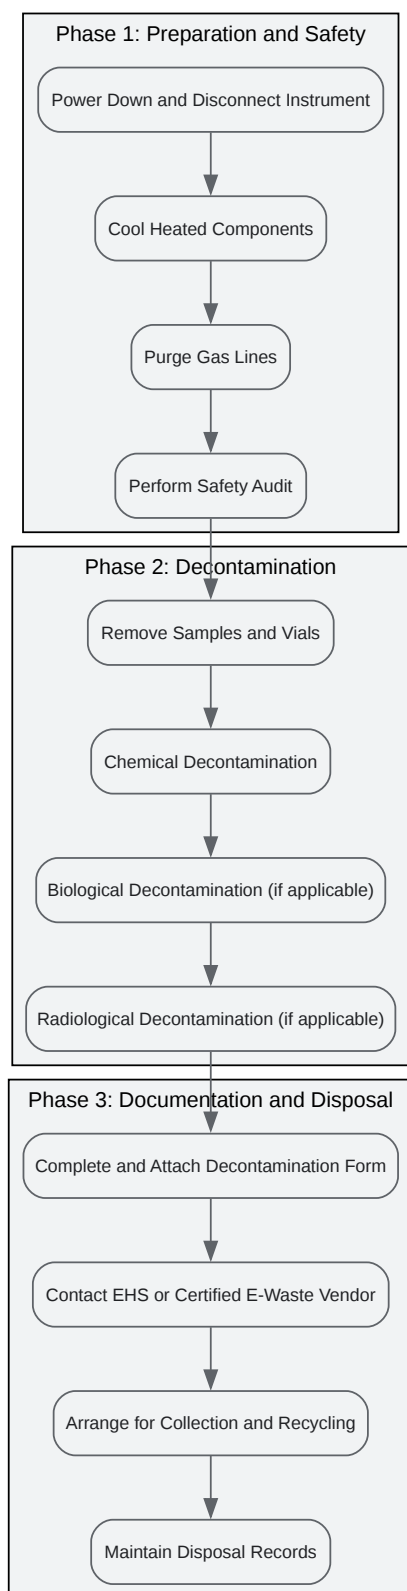 Phase 1: Preparation and Safety
Power Down and Disconnect Instrument
Cool Heated Components
Purge Gas Lines
Perform Safety Audit
Phase 2: Decontamination
Remove Samples and Vials
Chemical Decontamination
Biological Decontamination (if applicable)
Radiological Decontamination (if applicable)
Phase 3: Documentation and Disposal
Complete and Attach Decontamination Form
Contact EHS or Certified E-Waste Vendor
Arrange for Collection and Recycling
Maintain Disposal Records